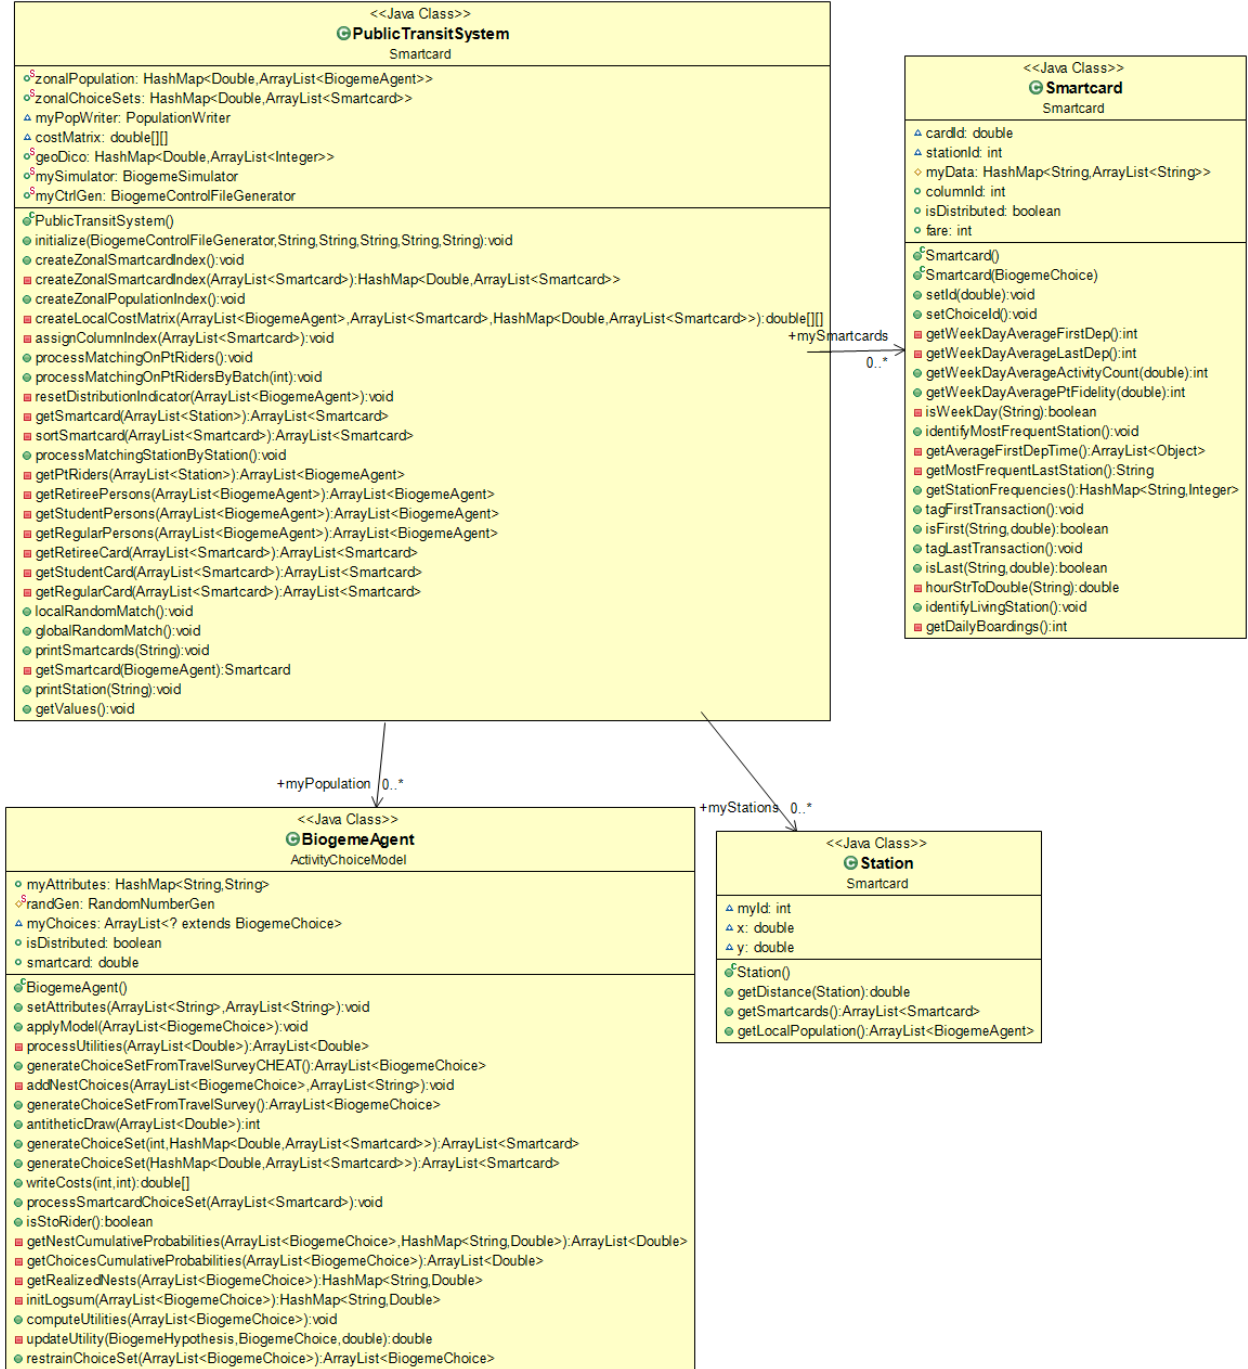 <<Java Class>>
PublicTransitSystem
Smartcard
zonalPopulation: HashMap<Double,ArrayList<BiogemeAgent>>
zonalChoiceSets: HashMap<Double,ArrayList<Smartcard>>
myPopWriter: PopulationWriter
costMatrix: double[][]
geoDico: HashMap<Double,ArrayList<Integer>>
mySimulator: BiogemeSimulator
myCtrlGen: BiogemeControlFileGenerator
PublicTransitSystem()
initialize(BiogemeControlFileGenerator,String,String,String,String,String):void
createZonalSmartcardIndex():void
createZonalSmartcardIndex(ArrayList<Smartcard>):HashMap<Double,ArrayList<Smartcard>>
createZonalPopulationIndex():void
createLocalCostMatrix(ArrayList<BiogemeAgent>,ArrayList<Smartcard>,HashMap<Double,ArrayList<Smartcard>>):double[][]
assignColumnIndex(ArrayList<Smartcard>):void
processMatchingOnPtRiders():void
processMatchingOnPtRidersByBatch(int):void
resetDistributionIndicator(ArrayList<BiogemeAgent>):void
getSmartcard(ArrayList<Station>):ArrayList<Smartcard>
sortSmartcard(ArrayList<Smartcard>):ArrayList<Smartcard>
processMatchingStationByStation():void
getPtRiders(ArrayList<Station>):ArrayList<BiogemeAgent>
getRetireePersons(ArrayList<BiogemeAgent>):ArrayList<BiogemeAgent>
getStudentPersons(ArrayList<BiogemeAgent>):ArrayList<BiogemeAgent>
getRegularPersons(ArrayList<BiogemeAgent>):ArrayList<BiogemeAgent>
getRetireeCard(ArrayList<Smartcard>):ArrayList<Smartcard>
getStudentCard(ArrayList<Smartcard>):ArrayList<Smartcard>
getRegularCard(ArrayList<Smartcard>):ArrayList<Smartcard>
localRandomMatch():void
globalRandomMatch():void
printSmartcards(String):void
getSmartcard(BiogemeAgent):Smartcard
printStation(String):void
getValues():void
+mySmartcards
0..*
<<Java Class>>
Smartcard
Smartcard
cardId: double
stationId: int
myData: HashMap<String,ArrayList<String>>
columnId: int
isDistributed: boolean
fare: int
Smartcard()
Smartcard(BiogemeChoice)
setId(double):void
setChoiceId():void
getWeekDayAverageFirstDep():int
getWeekDayAverageLastDep():int
getWeekDayAverageActivityCount(double):int
getWeekDayAveragePtFidelity(double):int
isWeekDay(String):boolean
identifyMostFrequentStation():void
getAverageFirstDepTime():ArrayList<Object>
getMostFrequentLastStation():String
getStationFrequencies():HashMap<String,Integer>
tagFirstTransaction():void
isFirst(String,double):boolean
tagLastTransaction():void
isLast(String,double):boolean
hourStrToDouble(String):double
identifyLivingStation():void
getDailyBoardings():int
+myPopulation 0..*
+myStations 0..*
<<Java Class>>
BiogemeAgent
ActivityChoiceModel
myAttributes: HashMap<String,String>
randGen: RandomNumberGen
myChoices: ArrayList<? extends BiogemeChoice>
isDistributed: boolean
smartcard: double
BiogemeAgent()
setAttributes(ArrayList<String>,ArrayList<String>):void
applyModel(ArrayList<BiogemeChoice>):void
processUtilities(ArrayList<Double>):ArrayList<Double>
generateChoiceSetFromTravelSurveyCHEAT():ArrayList<BiogemeChoice>
addNestChoices(ArrayList<BiogemeChoice>,ArrayList<String>):void
generateChoiceSetFromTravelSurvey():ArrayList<BiogemeChoice>
antitheticDraw(ArrayList<Double>):int
generateChoiceSet(int,HashMap<Double,ArrayList<Smartcard>>):ArrayList<Smartcard>
generateChoiceSet(HashMap<Double,ArrayList<Smartcard>>):ArrayList<Smartcard>
writeCosts(int,int):double[]
processSmartcardChoiceSet(ArrayList<Smartcard>):void
isStoRider():boolean
getNestCumulativeProbabilities(ArrayList<BiogemeChoice>,HashMap<String,Double>):ArrayList<Double>
getChoicesCumulativeProbabilities(ArrayList<BiogemeChoice>):ArrayList<Double>
getRealizedNests(ArrayList<BiogemeChoice>):HashMap<String,Double>
initLogsum(ArrayList<BiogemeChoice>):HashMap<String,Double>
computeUtilities(ArrayList<BiogemeChoice>):void
updateUtility(BiogemeHypothesis,BiogemeChoice,double):double
restrainChoiceSet(ArrayList<BiogemeChoice>):ArrayList<BiogemeChoice>
<<Java Class>>
Station
Smartcard
myId: int
x: double
y: double
Station()
getDistance(Station):double
getSmartcards():ArrayList<Smartcard>
getLocalPopulation():ArrayList<BiogemeAgent>